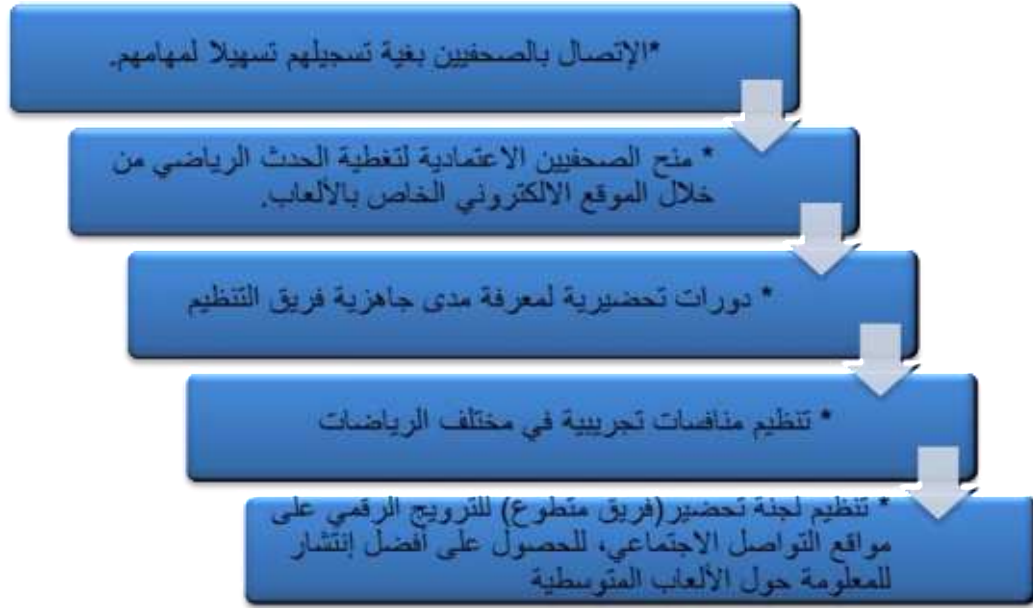 *الإتصال بالصحفيين بغية تسجيلهم تسهيلا لمهامهم.
* منح الصحفيين الاعتمادية لتغطية الحدث الرياضي من
خلال الموقع الالكتروني الخاص بالألعاب.
* دورات تحضيرية لمعرفة مدى جاهزية فريق التنظيم
* تنظيم منافسات تجريبية في مختلف الرياضات
* تنظيم لجنة تحضير(فريق متطوع) للترويج الرقمي على
مواقع التواصل الاجتماعي، للحصول على أفضل إنتشار
للمعلومة حول الألعاب المتوسطية